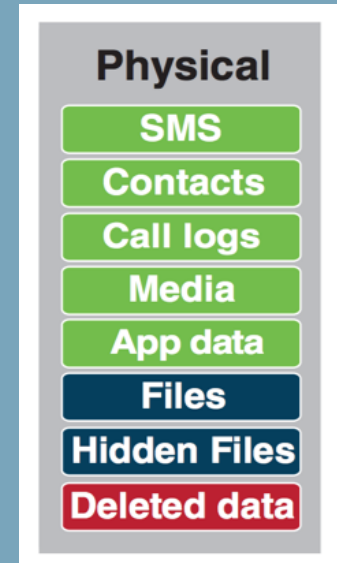 Physical
SMS
Contacts
Call logs
Media
App data
Files
Hidden Files
Deleted data